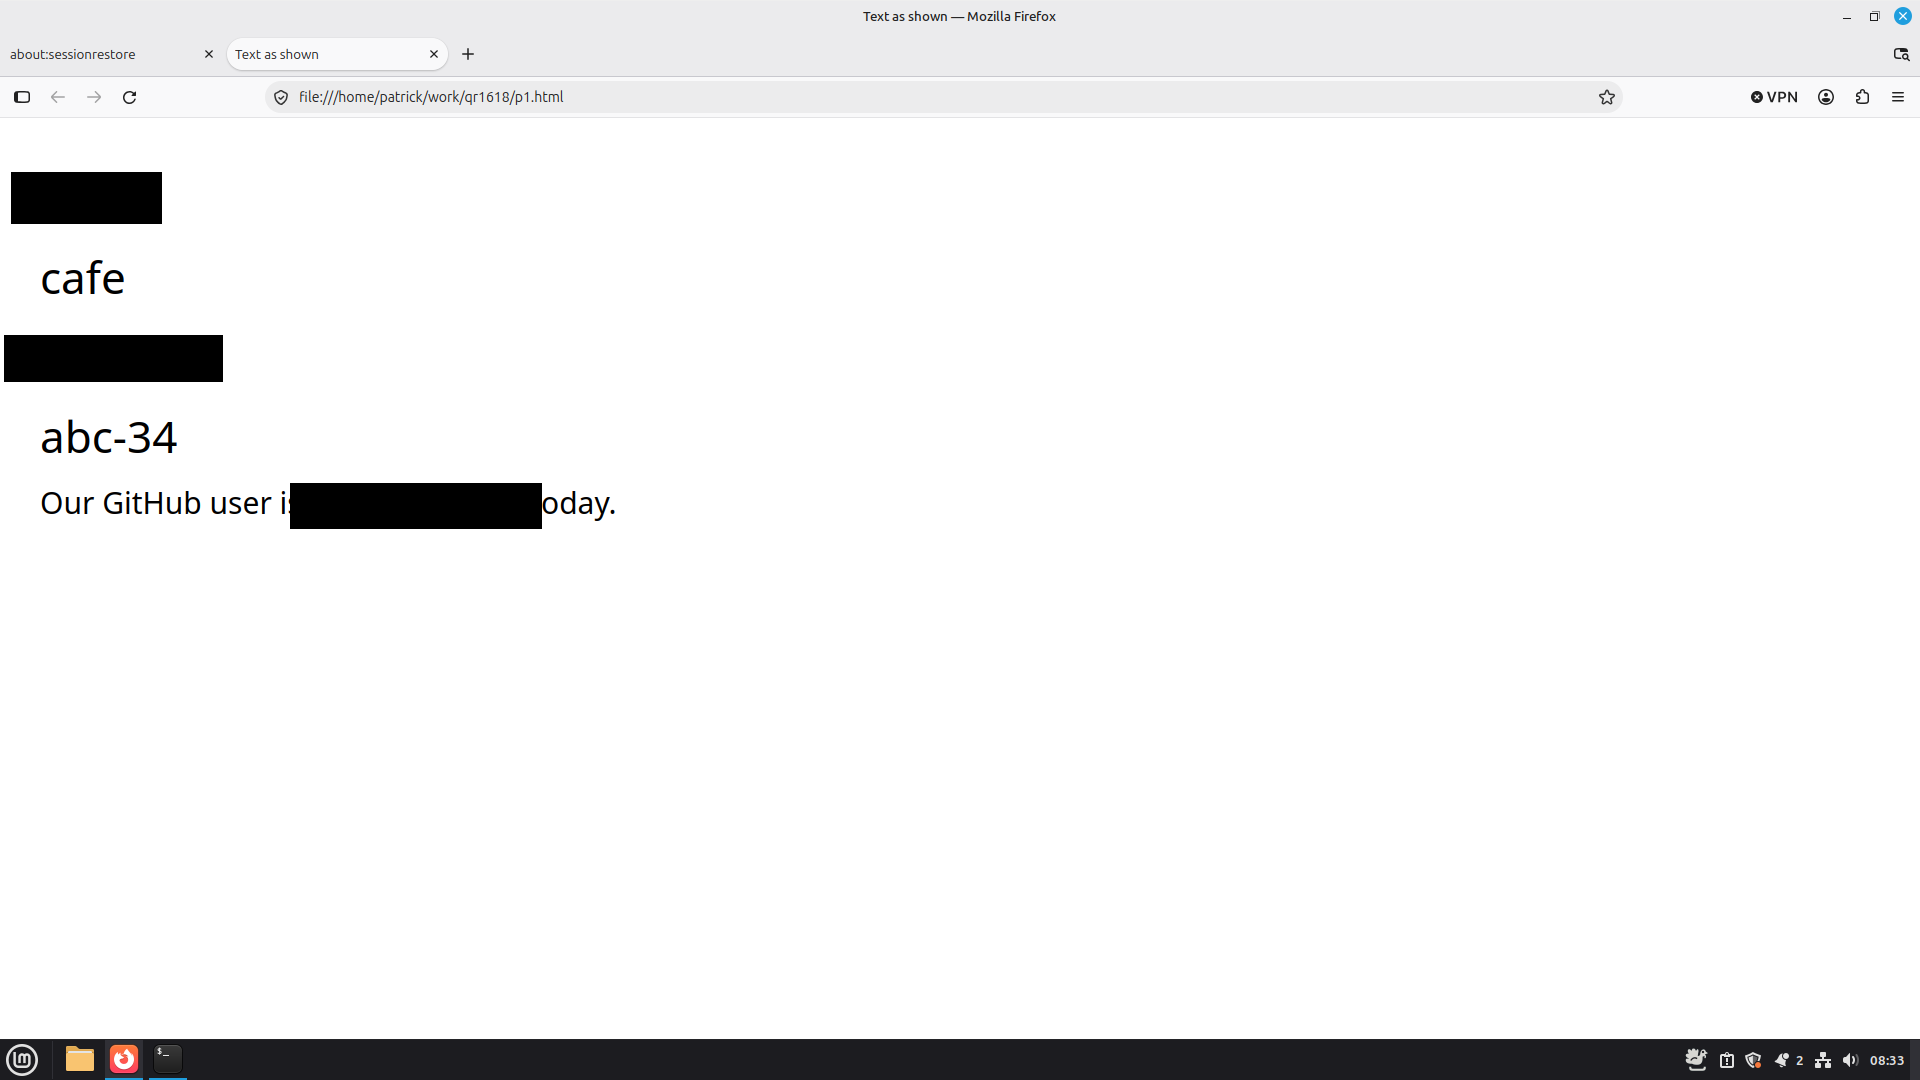 Text as shown — Mozilla Firefox
about:sessionrestore
Text as shown
file:///home/patrick/work/qr1618/p1.html
VPN
cafe
abc-34
Our GitHub user is oday.
2
08:33